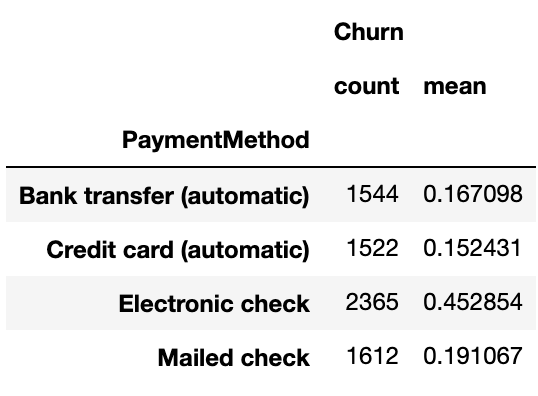 Churn
count mean
PaymentMethod
Bank transfer (automatic) 1544 0.167098
Credit card (automatic) 1522 0.152431
Electronic check 2365 0.452854
Mailed check 1612 0.191067